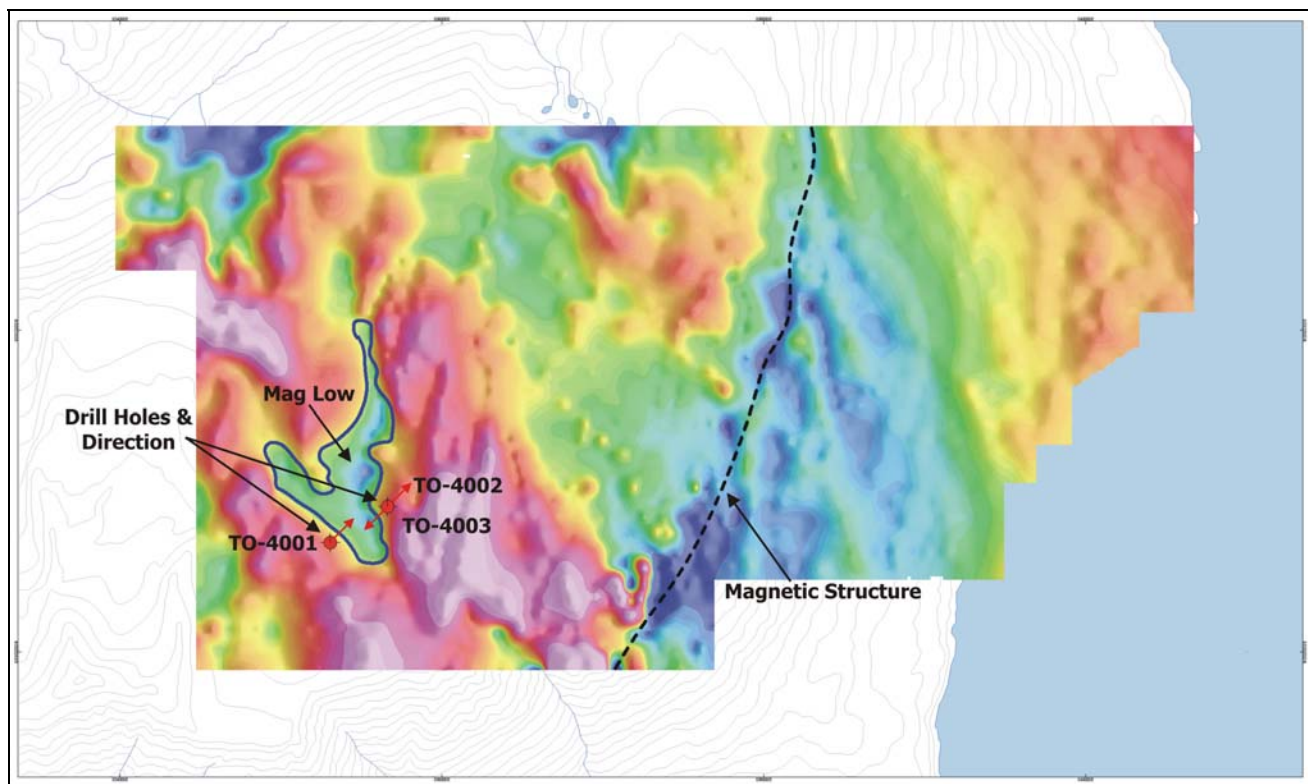 Mag Low
Drill Holes &
Direction
TO-4002
TO-4003
TO-4001
Magnetic Structure